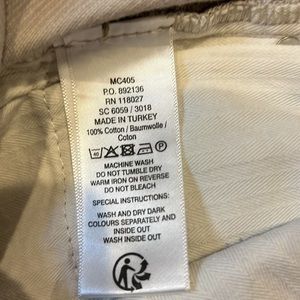 MC405
P.O. 892136
RN 118027
SC 6059 / 3018
MADE IN TURKEY
100% Cotton / Baumwolle /
Coton
40 P
MACHINE WASH
DO NOT TUMBLE DRY
WARM IRON ON REVERSE
DO NOT BLEACH
SPECIAL INSTRUCTIONS:
WASH AND DRY DARK
COLOURS SEPARATELY AND
INSIDE OUT
WASH INSIDE OUT